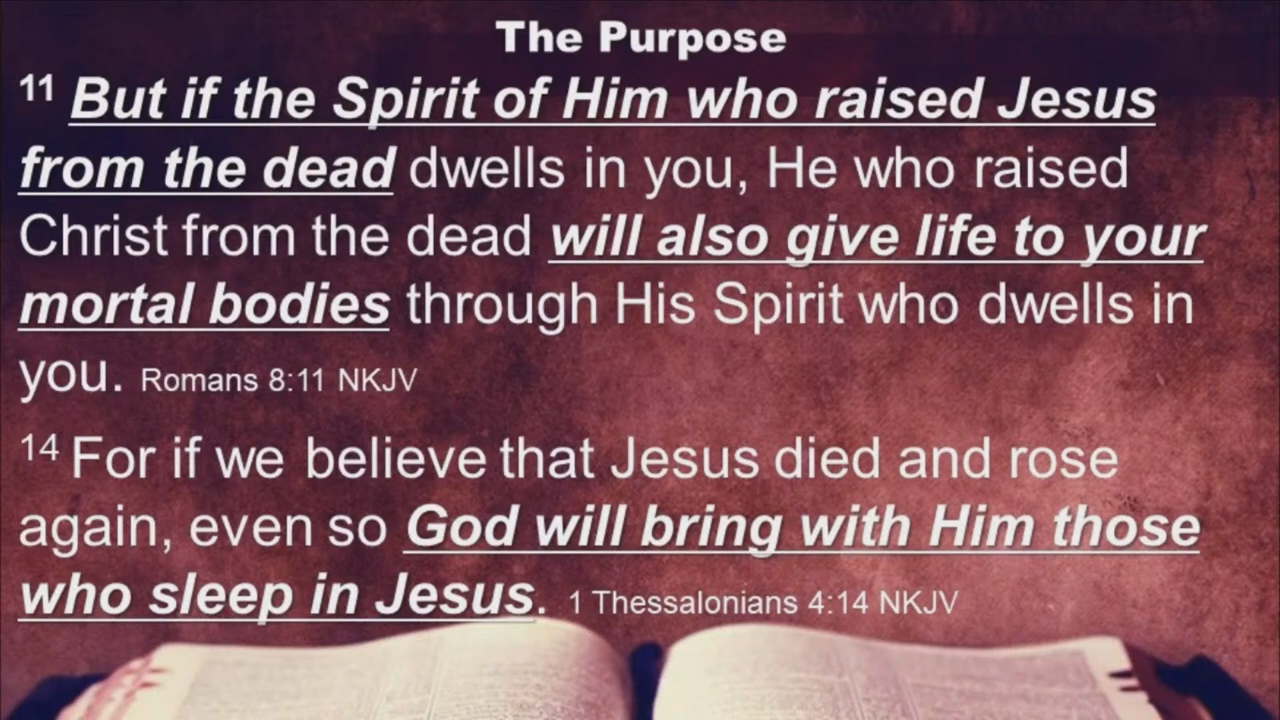 The Purpose
11 But if the Spirit of Him who raised Jesus
from the dead dwells in you, He who raised
Christ from the dead will also give life to your
mortal bodies through His Spirit who dwells in
you. Romans 8:11 NKJV
14 For if we believe that Jesus died and rose
again, even so God will bring with Him those
who sleep in Jesus. 1 Thessalonians 4:14 NKJV